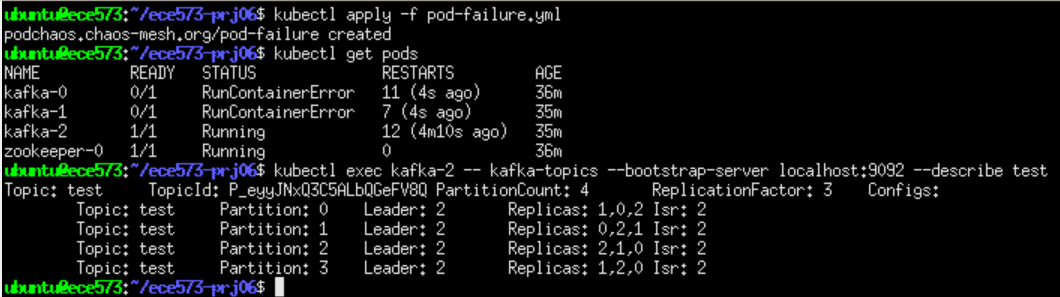 ubuntu@ece573:~/ece573-prj06$ kubectl apply -f pod-failure.yml
podchaos.chaos-mesh.org/pod-failure created
ubuntu@ece573:~/ece573-prj06$ kubectl get pods
NAME          READY   STATUS              RESTARTS         AGE
kafka-0       0/1     RunContainerError   11 (4s ago)      36m
kafka-1       0/1     RunContainerError   7 (4s ago)       35m
kafka-2       1/1     Running             12 (4m10s ago)   35m
zookeeper-0   1/1     Running             0                36m
ubuntu@ece573:~/ece573-prj06$ kubectl exec kafka-2 -- kafka-topics --bootstrap-server localhost:9092 --describe test
Topic: test     TopicId: P_eyyJNxQ3C5ALbQGeFV8Q PartitionCount: 4       ReplicationFactor: 3    Configs:
        Topic: test     Partition: 0    Leader: 2       Replicas: 1,0,2 Isr: 2
        Topic: test     Partition: 1    Leader: 2       Replicas: 0,2,1 Isr: 2
        Topic: test     Partition: 2    Leader: 2       Replicas: 2,1,0 Isr: 2
        Topic: test     Partition: 3    Leader: 2       Replicas: 1,2,0 Isr: 2
ubuntu@ece573:~/ece573-prj06$